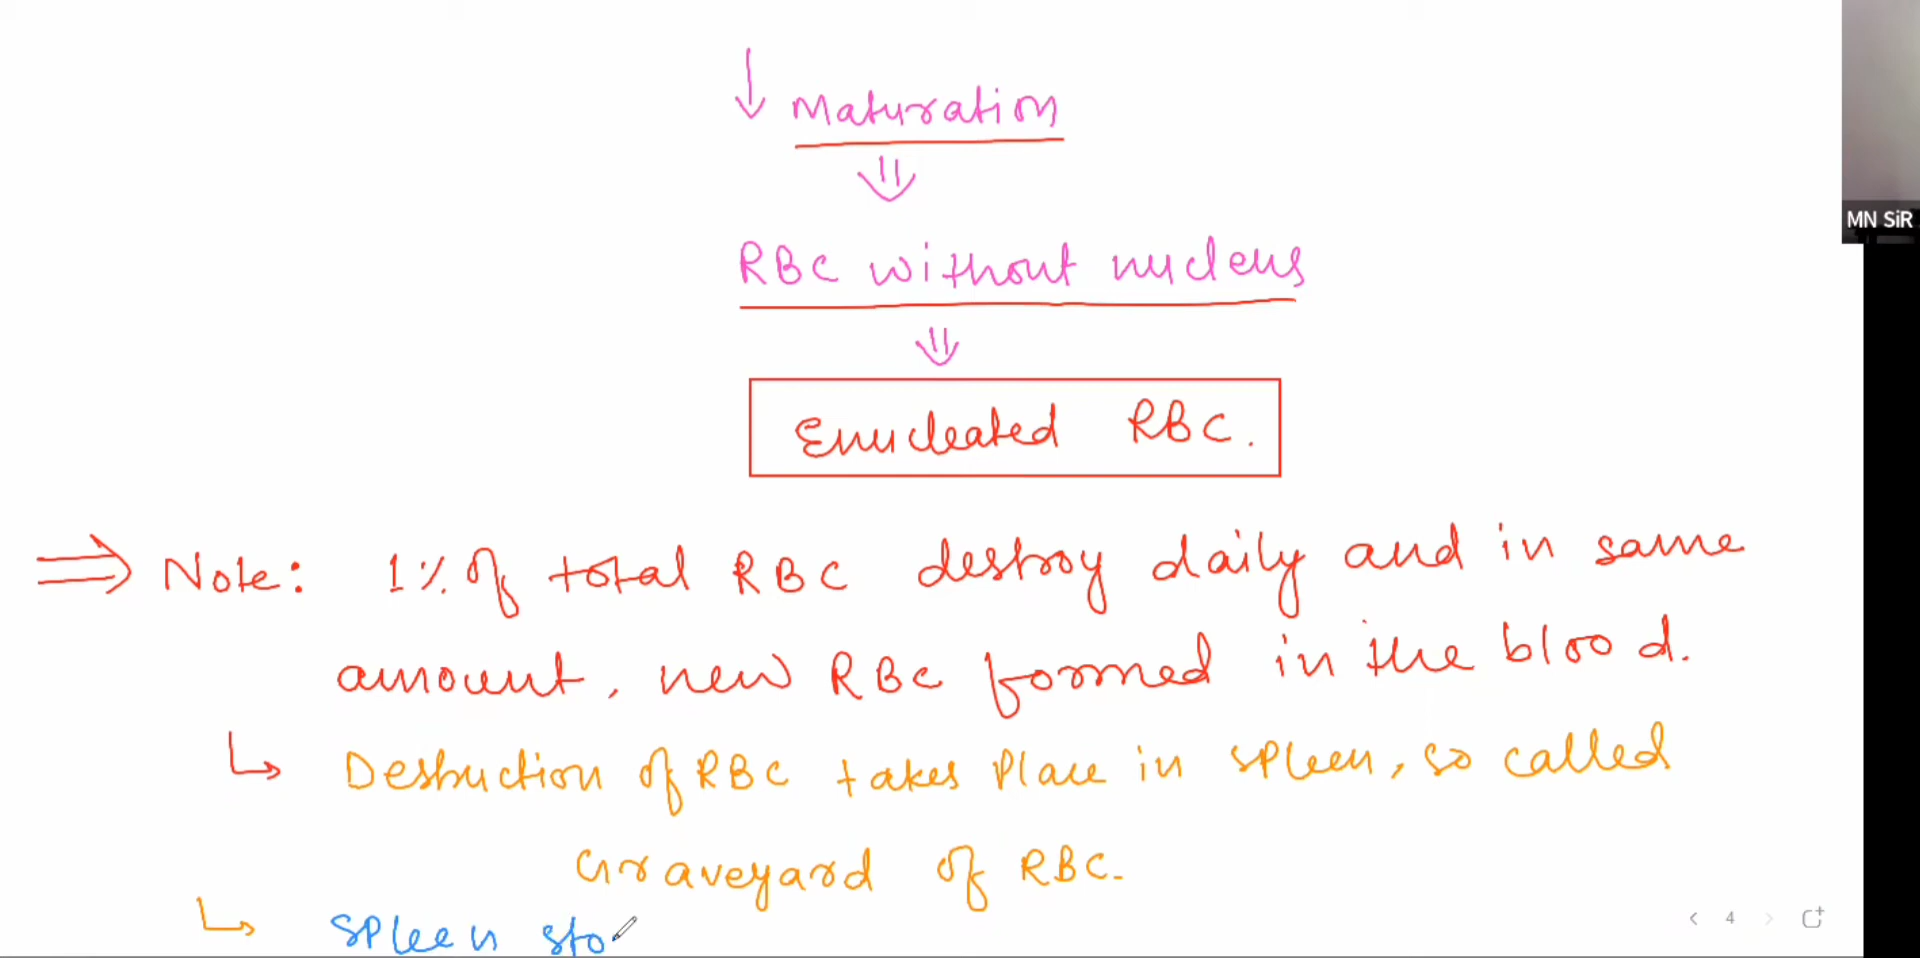 Maturation
RBC without nucleus
Enucleated RBC.
Note: 1% of total RBC destroy daily and in same
amount, new RBC formed in the blood.
Destruction of RBC takes place in spleen, so called
Graveyard of RBC.
Spleen sto
MN SiR
4